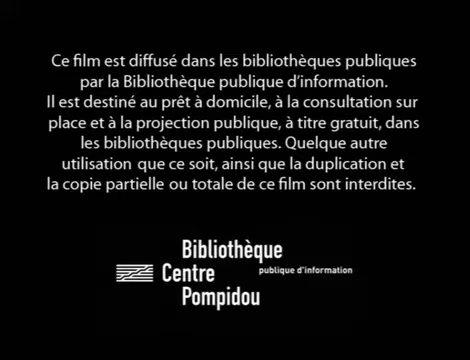 Ce film est diffusé dans les bibliothèques publiques
par la Bibliothèque publique d'information.
Il est destiné au prêt à domicile, à la consultation sur
place et à la projection publique, à titre gratuit, dans
les bibliothèques publiques. Quelque autre
utilisation que ce soit, ainsi que la duplication et
la copie partielle ou totale de ce film sont interdites.
Bibliothèque
Centre publique d'information
Pompidou